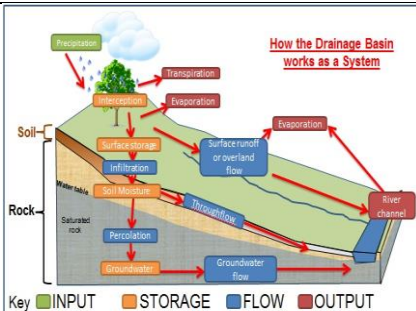 How the Drainage Basin
works as a System
Precipitation
Transpiration
Interception
Evaporation
Evaporation
Soil
Surface storage
Surface runoff
or overland
flow
Infiltration
Water table
Soil Moisture
Throughflow
River
channel
Rock
Saturated
rock
Percolation
Groundwater
Groundwater
flow
Key INPUT STORAGE FLOW OUTPUT